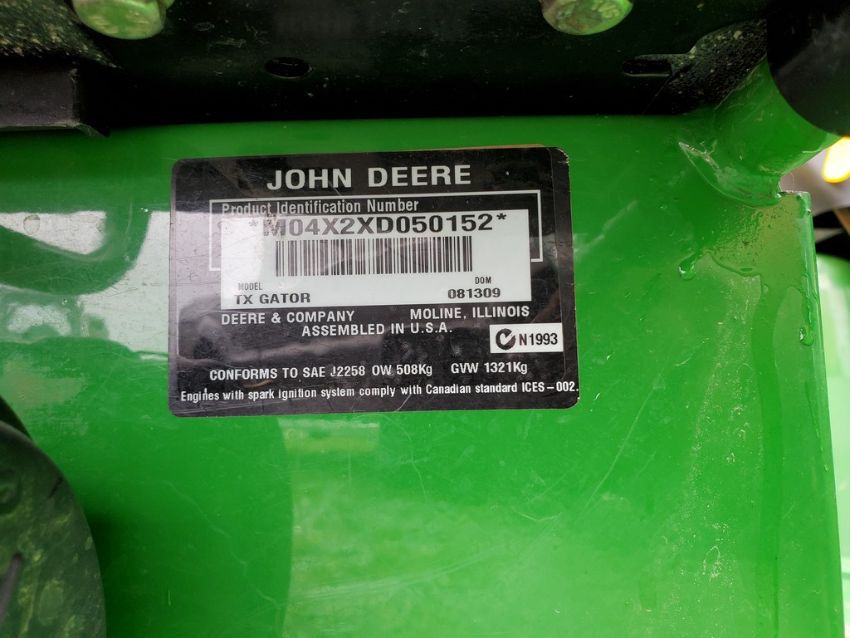 JOHN DEERE
Product Identification Number
*M04X2XD050152*
MODEL DOM
TX GATOR 081309
DEERE & COMPANY MOLINE, ILLINOIS
ASSEMBLED IN U.S.A.
N1993
CONFORMS TO SAE J2258 OW 508Kg GVW 1321Kg
Engines with spark ignition system comply with Canadian standard ICES-002.